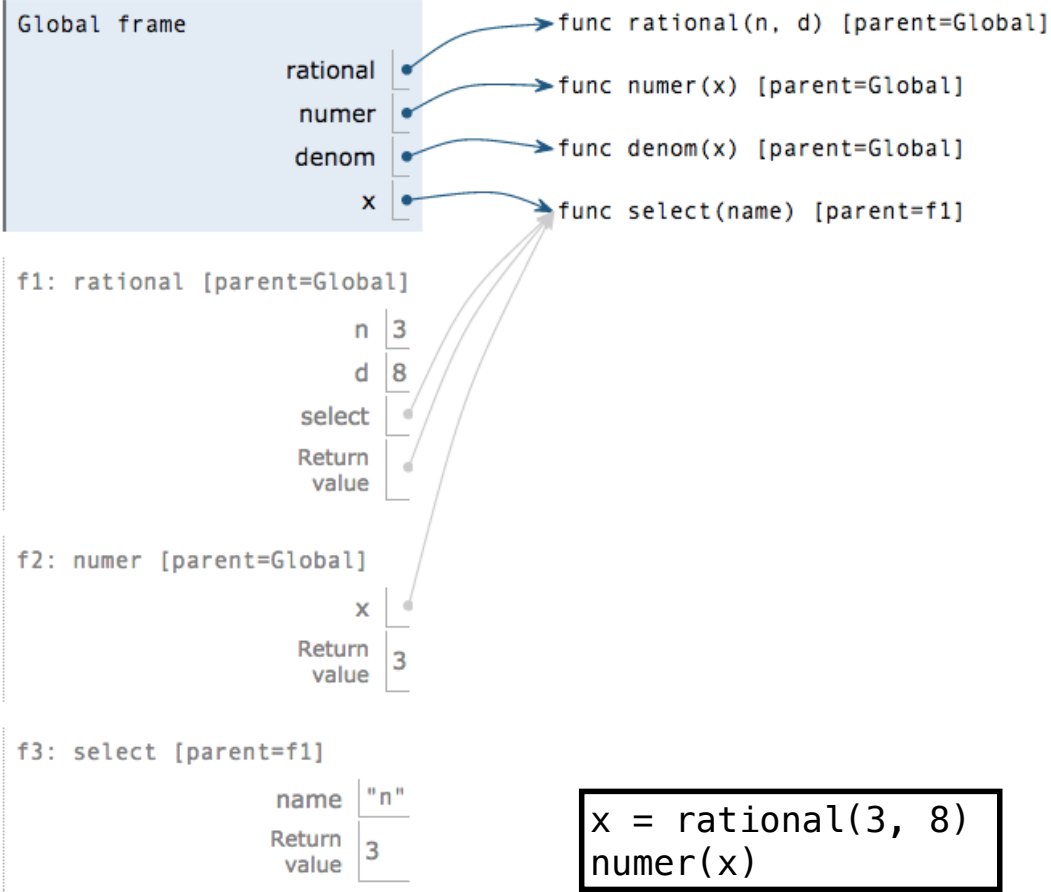 Global frame
rational
numer
denom
x
func rational(n, d) [parent=Global]
func numer(x) [parent=Global]
func denom(x) [parent=Global]
func select(name) [parent=f1]
f1: rational [parent=Global]
n 3
d 8
select
Return
value
f2: numer [parent=Global]
x
Return
value 3
f3: select [parent=f1]
name "n"
Return
value 3
x = rational(3, 8)
numer(x)